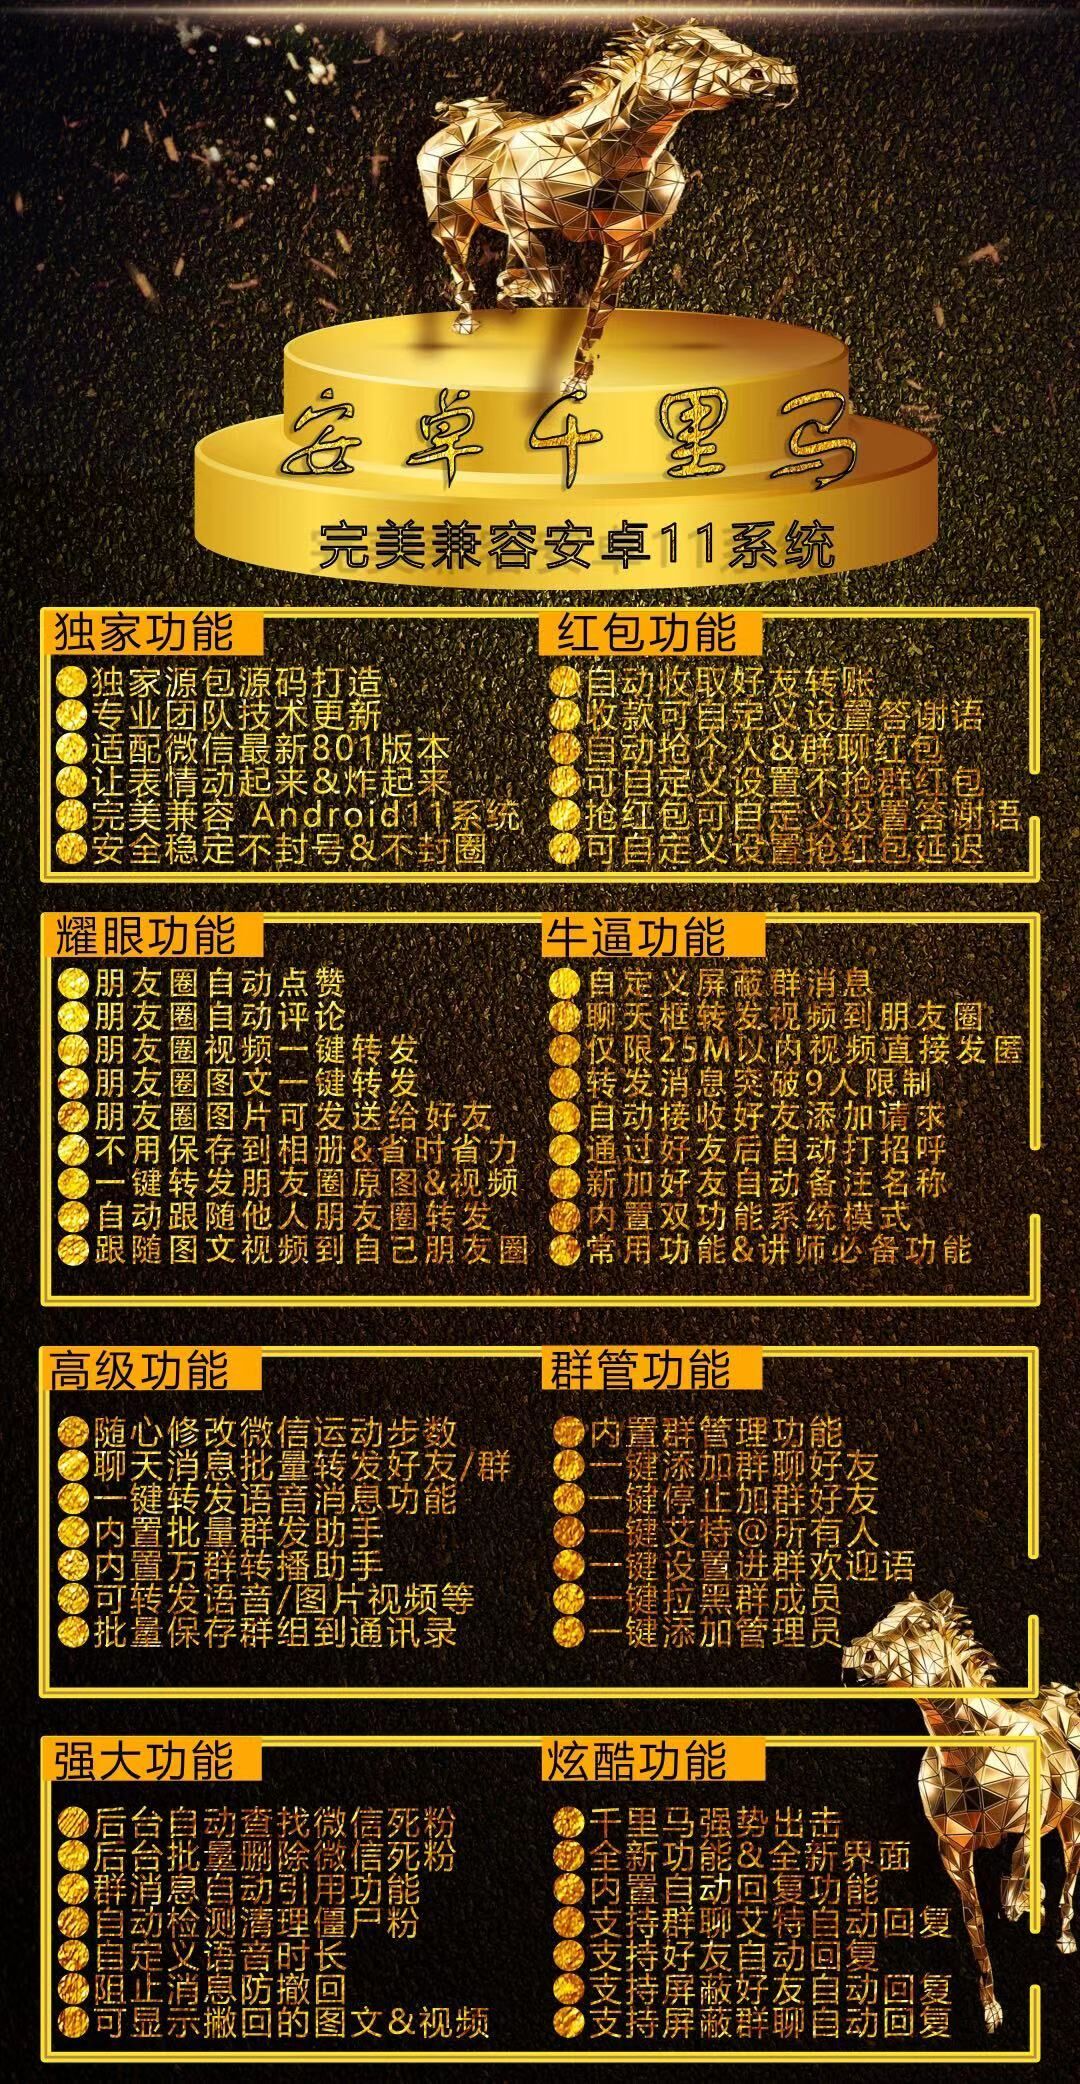 安卓千里马
完美兼容安卓11系统
独家功能
独家源包源码打造
专业团队技术更新
适配微信最新801版本
让表情动起来&炸起来
完美兼容 Android11系统
安全稳定不封号&不封圈
红包功能
自动收取好友转账
收款可自定义设置答谢语
自动抢个人&群聊红包
可自定义设置不抢群红包
抢红包可自定义设置答谢语
可自定义设置抢红包延迟
耀眼功能
朋友圈自动点赞
朋友圈自动评论
朋友圈视频一键转发
朋友圈图文一键转发
朋友圈图片可发送给好友
不用保存到相册&省时省力
一键转发朋友圈原图&视频
自动跟随他人朋友圈转发
跟随图文视频到自己朋友圈
牛逼功能
自定义屏蔽群消息
聊天框转发视频到朋友圈
仅限25M以内视频直接发匿
转发消息突破9人限制
自动接收好友添加请求
通过好友后自动打招呼
新加好友自动备注名称
内置双功能系统模式
常用功能&讲师必备功能
高级功能
随心修改微信运动步数
聊天消息批量转发好友/群
一键转发语音消息功能
内置批量群发助手
内置万群转播助手
可转发语音/图片视频等
批量保存群组到通讯录
群管功能
内置群管理功能
一键添加群聊好友
一键停止加群好友
一键艾特@所有人
一键设置进群欢迎语
一键拉黑群成员
一键添加管理员
强大功能
后台自动查找微信死粉
后台批量删除微信死粉
群消息自动引用功能
自动检测清理僵尸粉
自定义语音时长
阻止消息防撤回
可显示撇回的图文&视频
炫酷功能
千里马强势出击
全新功能&全新界面
内置自动回复功能
支持群聊艾特自动回复
支持好友自动回复
支持屏蔽好友自动回复
支持屏蔽群聊自动回复